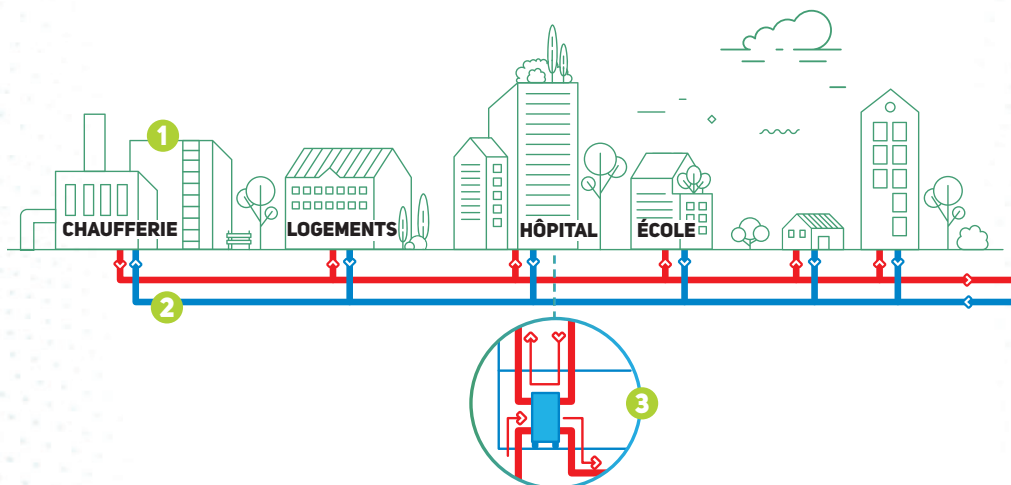 1
CHAUFFERIE
LOGEMENTS
HÔPITAL
ÉCOLE
2
3